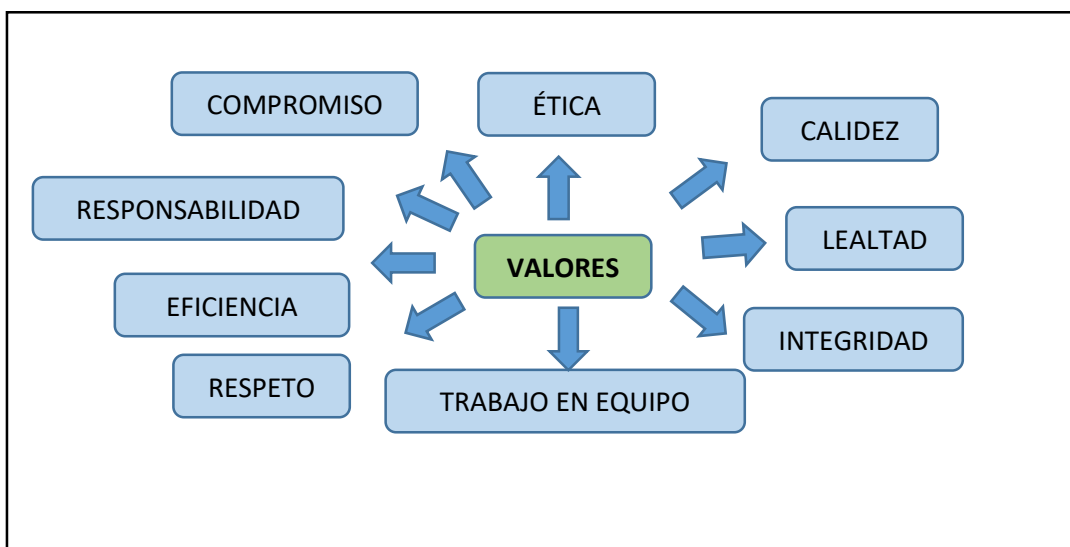 COMPROMISO
ÉTICA
CALIDEZ
RESPONSABILIDAD
LEALTAD
VALORES
EFICIENCIA
INTEGRIDAD
RESPETO
TRABAJO EN EQUIPO